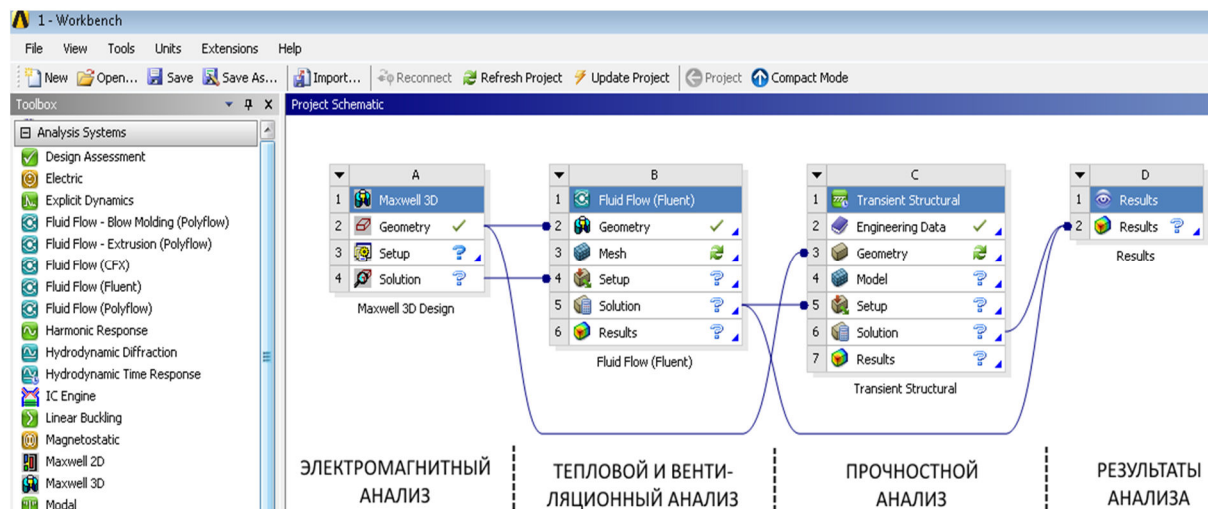 1 - Workbench
File View Tools Units Extensions Help
New Open... Save Save As... Import... Reconnect Refresh Project Update Project Project Compact Mode
Toolbox
Project Schematic
Analysis Systems
Design Assessment
Electric
Explicit Dynamics
Fluid Flow - Blow Molding (Polyflow)
Fluid Flow - Extrusion (Polyflow)
Fluid Flow (CFX)
Fluid Flow (Fluent)
Fluid Flow (Polyflow)
Harmonic Response
Hydrodynamic Diffraction
Hydrodynamic Time Response
IC Engine
Linear Buckling
Magnetostatic
Maxwell 2D
Maxwell 3D
Modal
A
1 Maxwell 3D
2 Geometry
3 Setup ?
4 Solution ?
Maxwell 3D Design
B
1 Fluid Flow (Fluent)
2 Geometry
3 Mesh
4 Setup ?
5 Solution ?
6 Results ?
Fluid Flow (Fluent)
C
1 Transient Structural
2 Engineering Data
3 Geometry
4 Model ?
5 Setup ?
6 Solution ?
7 Results ?
Transient Structural
D
1 Results
2 Results ?
Results
ЭЛЕКТРОМАГНИТНЫЙ
АНАЛИЗ
ТЕПЛОВОЙ И ВЕНТИ-
ЛЯЦИОННЫЙ АНАЛИЗ
ПРОЧНОСТНОЙ
АНАЛИЗ
РЕЗУЛЬТАТЫ
АНАЛИЗА